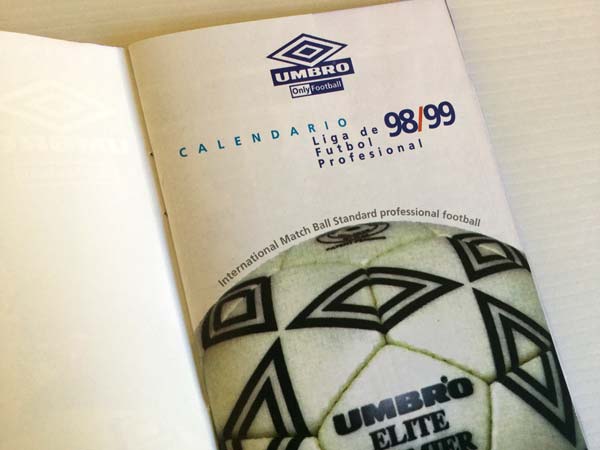 UMBRO
Only Football
CALENDARIO
Liga de 98/99
Futbol
Profesional
International Match Ball Standard professional football
UMBRO
ELITE